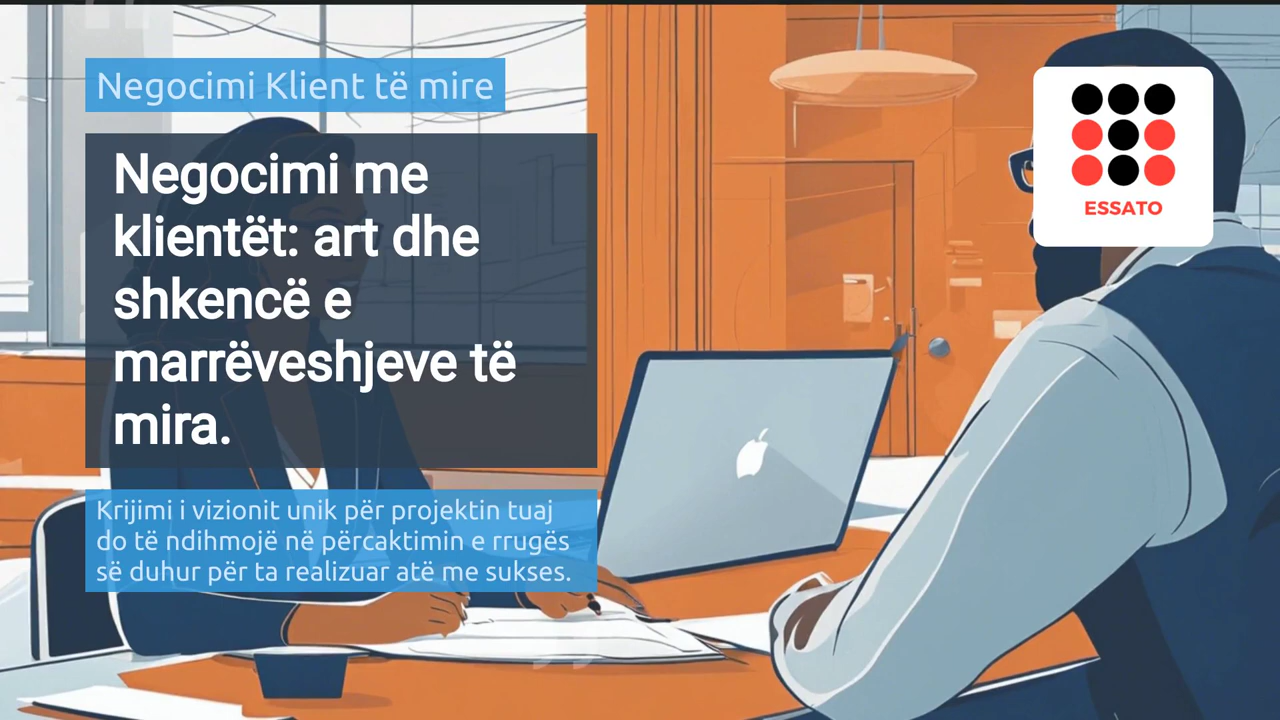 Negocimi Klient të mire
Negocimi me
klientët: art dhe
shkencë e
marrëveshjeve të
mira.
Krijimi i vizionit unik për projektin tuaj
do të ndihmojë në përcaktimin e rrugës
së duhur për ta realizuar atë me sukses.
ESSATO